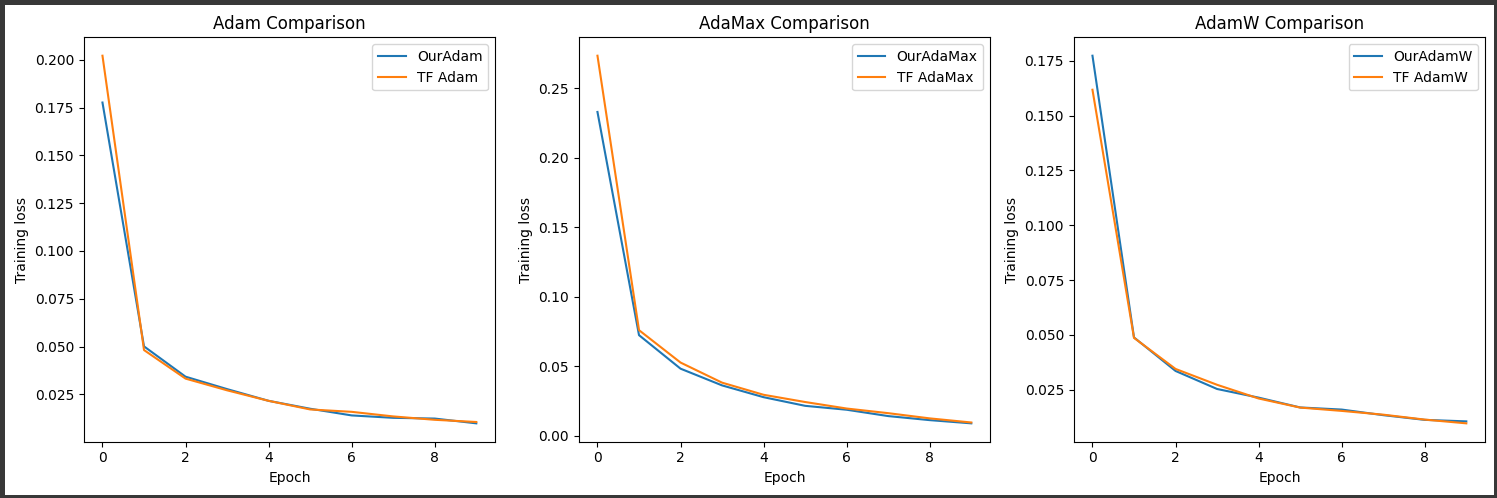 Adam Comparison
OurAdam
TF Adam
0.200
0.175
0.150
0.125
0.100
0.075
0.050
0.025
Training loss
0 2 4 6 8
Epoch
AdaMax Comparison
OurAdaMax
TF AdaMax
0.25
0.20
0.15
0.10
0.05
0.00
Training loss
0 2 4 6 8
Epoch
AdamW Comparison
OurAdamW
TF AdamW
0.175
0.150
0.125
0.100
0.075
0.050
0.025
Training loss
0 2 4 6 8
Epoch